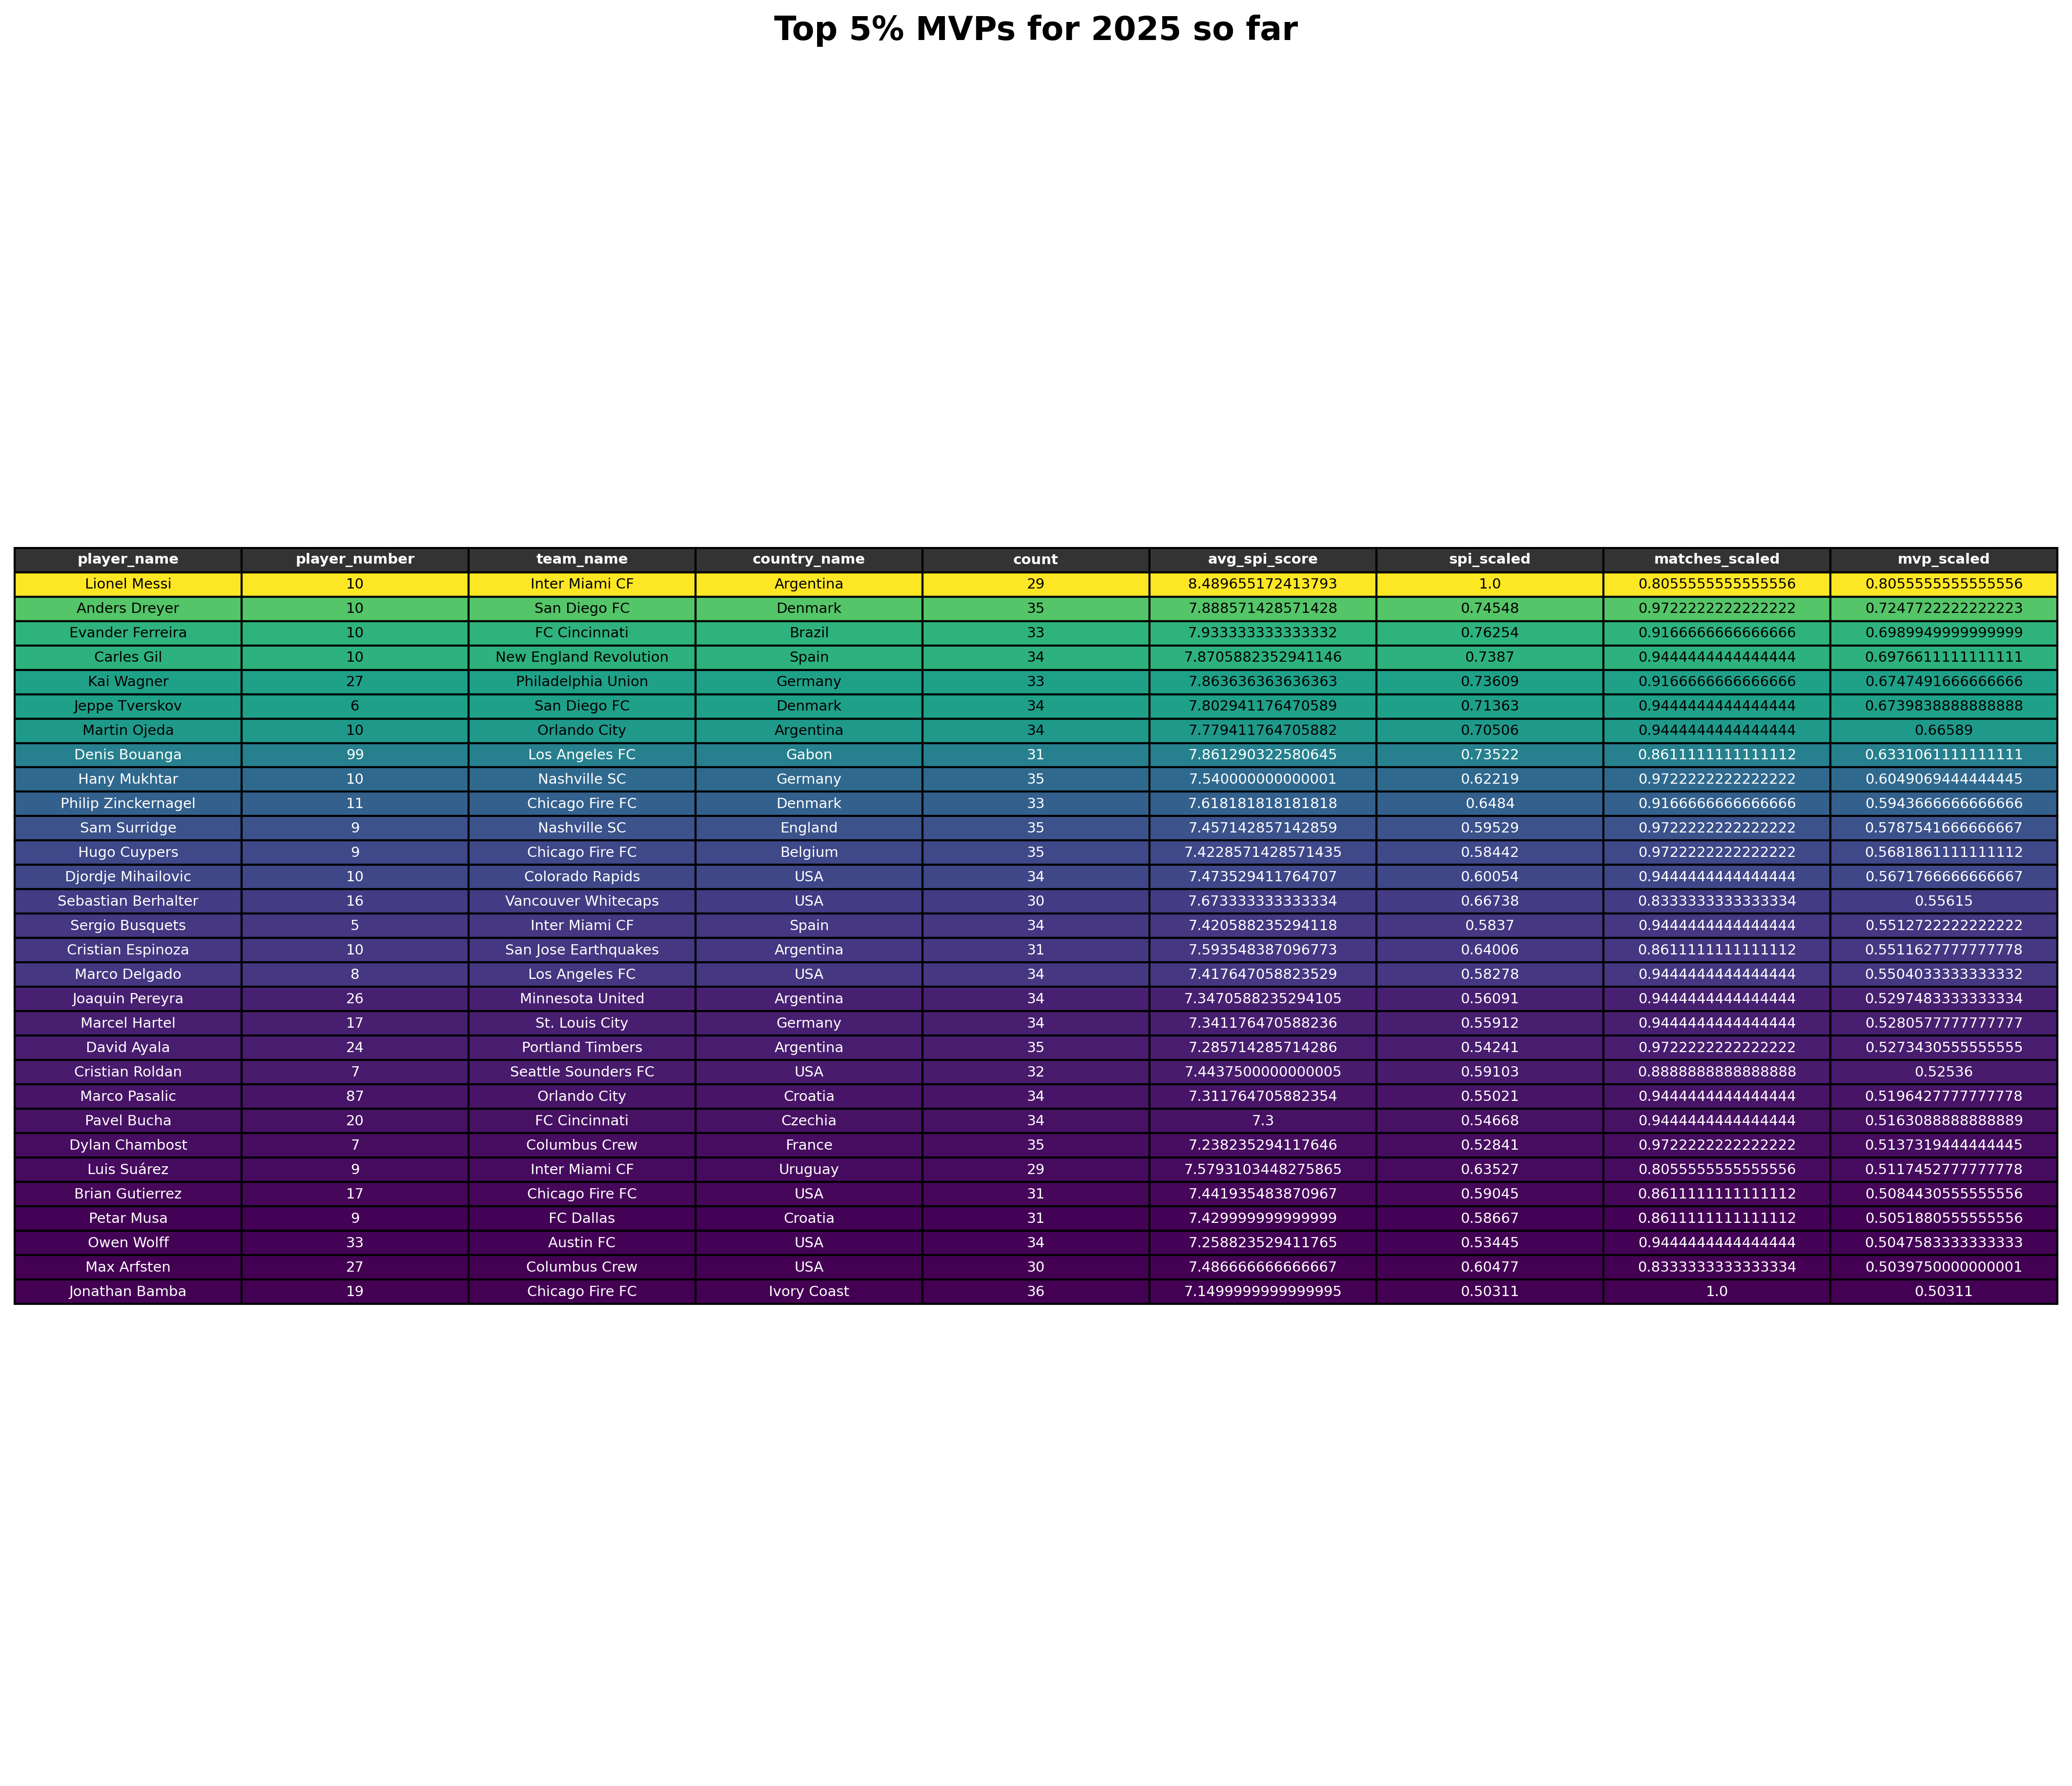 Top 5% MVPs for 2025 so far
player_name player_number team_name country_name count avg_spi_score spi_scaled matches_scaled mvp_scaled
Lionel Messi 10 Inter Miami CF Argentina 29 8.489655172413793 1.0 0.8055555555555556 0.8055555555555556
Anders Dreyer 10 San Diego FC Denmark 35 7.888571428571428 0.74548 0.9722222222222222 0.7247722222222223
Evander Ferreira 10 FC Cincinnati Brazil 33 7.933333333333332 0.76254 0.9166666666666666 0.6989949999999999
Carles Gil 10 New England Revolution Spain 34 7.8705882352941146 0.7387 0.9444444444444444 0.6976611111111111
Kai Wagner 27 Philadelphia Union Germany 33 7.863636363636363 0.73609 0.9166666666666666 0.6747491666666666
Jeppe Tverskov 6 San Diego FC Denmark 34 7.802941176470589 0.71363 0.9444444444444444 0.6739838888888888
Martin Ojeda 10 Orlando City Argentina 34 7.779411764705882 0.70506 0.9444444444444444 0.66589
Denis Bouanga 99 Los Angeles FC Gabon 31 7.861290322580645 0.73522 0.8611111111111112 0.6331061111111111
Hany Mukhtar 10 Nashville SC Germany 35 7.540000000000001 0.62219 0.9722222222222222 0.6049069444444445
Philip Zinckernagel 11 Chicago Fire FC Denmark 33 7.618181818181818 0.6484 0.9166666666666666 0.5943666666666666
Sam Surridge 9 Nashville SC England 35 7.457142857142859 0.59529 0.9722222222222222 0.5787541666666667
Hugo Cuypers 9 Chicago Fire FC Belgium 35 7.4228571428571435 0.58442 0.9722222222222222 0.5681861111111112
Djordje Mihailovic 10 Colorado Rapids USA 34 7.473529411764707 0.60054 0.9444444444444444 0.5671766666666667
Sebastian Berhalter 16 Vancouver Whitecaps USA 30 7.673333333333334 0.66738 0.8333333333333334 0.55615
Sergio Busquets 5 Inter Miami CF Spain 34 7.420588235294118 0.5837 0.9444444444444444 0.5512722222222222
Cristian Espinoza 10 San Jose Earthquakes Argentina 31 7.593548387096773 0.64006 0.8611111111111112 0.5511627777777778
Marco Delgado 8 Los Angeles FC USA 34 7.417647058823529 0.58278 0.9444444444444444 0.5504033333333332
Joaquin Pereyra 26 Minnesota United Argentina 34 7.3470588235294105 0.56091 0.9444444444444444 0.5297483333333334
Marcel Hartel 17 St. Louis City Germany 34 7.341176470588236 0.55912 0.9444444444444444 0.5280577777777777
David Ayala 24 Portland Timbers Argentina 35 7.285714285714286 0.54241 0.9722222222222222 0.5273430555555555
Cristian Roldan 7 Seattle Sounders FC USA 32 7.4437500000000005 0.59103 0.8888888888888888 0.52536
Marco Pasalic 87 Orlando City Croatia 34 7.311764705882354 0.55021 0.9444444444444444 0.5196427777777778
Pavel Bucha 20 FC Cincinnati Czechia 34 7.3 0.54668 0.9444444444444444 0.5163088888888889
Dylan Chambost 7 Columbus Crew France 35 7.238235294117646 0.52841 0.9722222222222222 0.5137319444444445
Luis Suárez 9 Inter Miami CF Uruguay 29 7.5793103448275865 0.63527 0.8055555555555556 0.5117452777777778
Brian Gutierrez 17 Chicago Fire FC USA 31 7.441935483870967 0.59045 0.8611111111111112 0.5084430555555556
Petar Musa 9 FC Dallas Croatia 31 7.429999999999999 0.58667 0.8611111111111112 0.5051880555555556
Owen Wolff 33 Austin FC USA 34 7.258823529411765 0.53445 0.9444444444444444 0.5047583333333333
Max Arfsten 27 Columbus Crew USA 30 7.486666666666667 0.60477 0.8333333333333334 0.5039750000000001
Jonathan Bamba 19 Chicago Fire FC Ivory Coast 36 7.1499999999999995 0.50311 1.0 0.50311